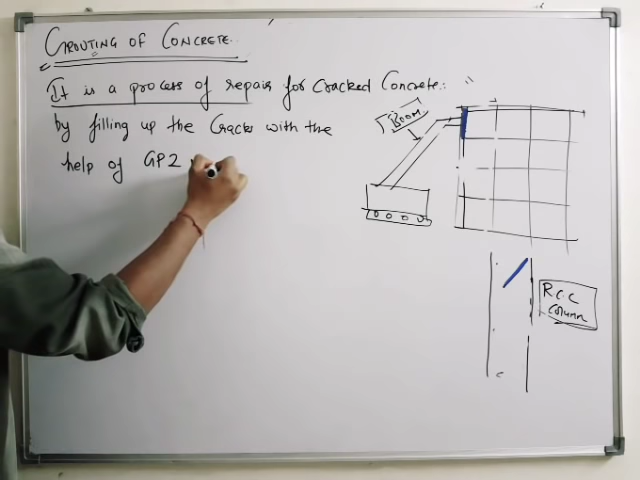 GROUTING OF CONCRETE.
It is a process of repair for Cracked Concrete:
by filling up the Cracks with the
help of GP2
BOOM
R.C.C
Column